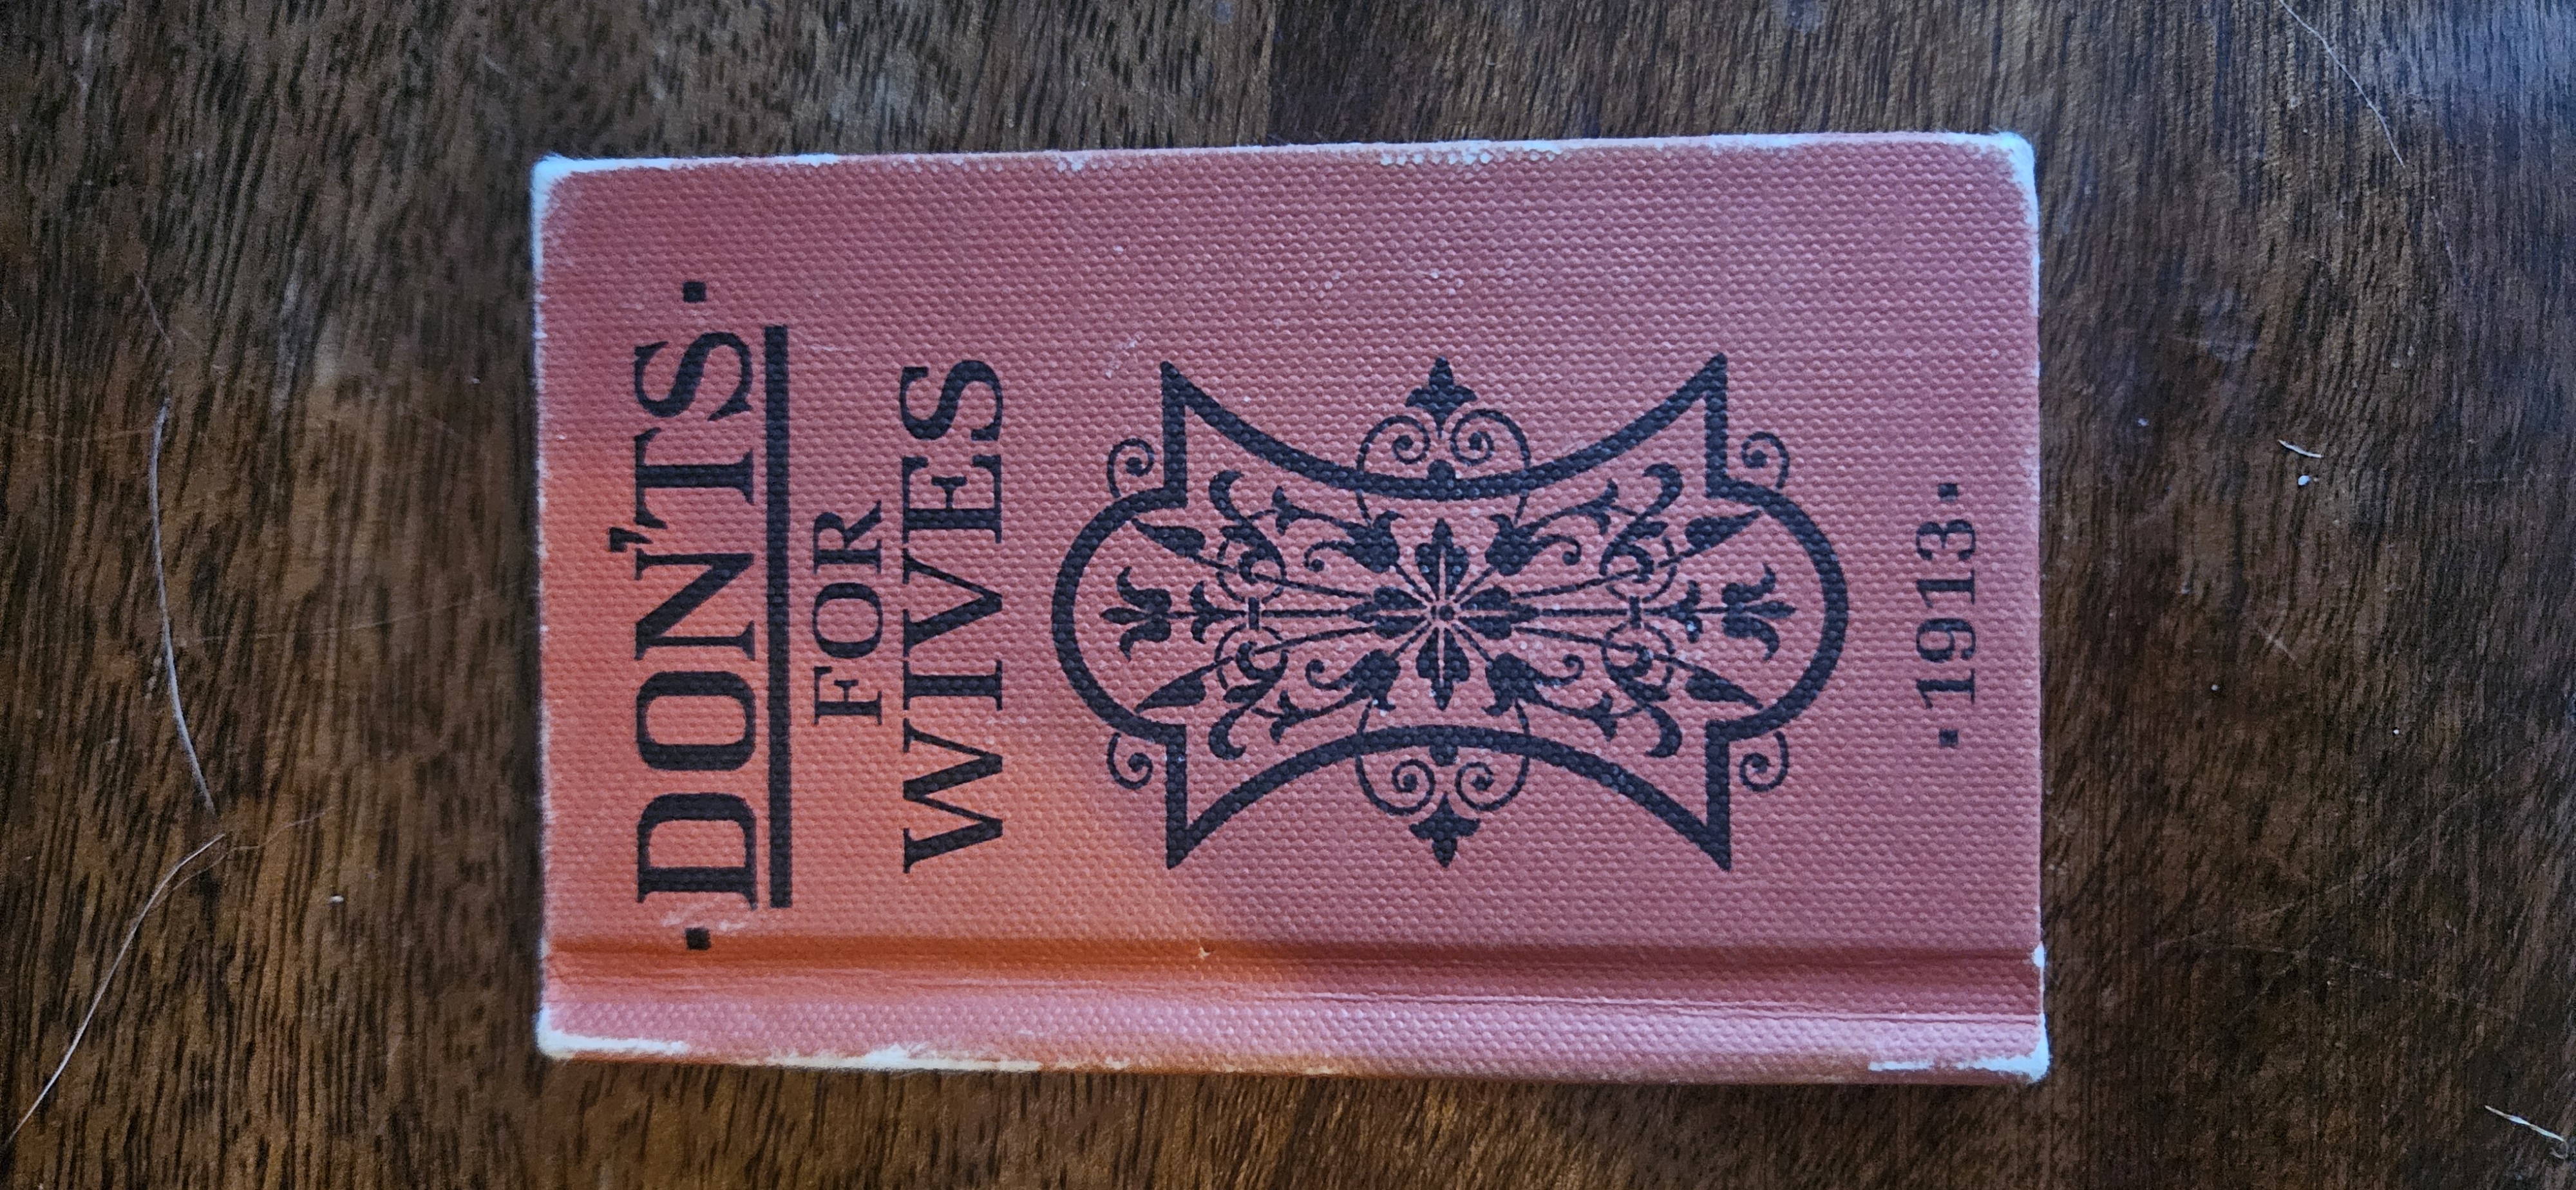 ·DON'TS·
FOR
WIVES
·1913·